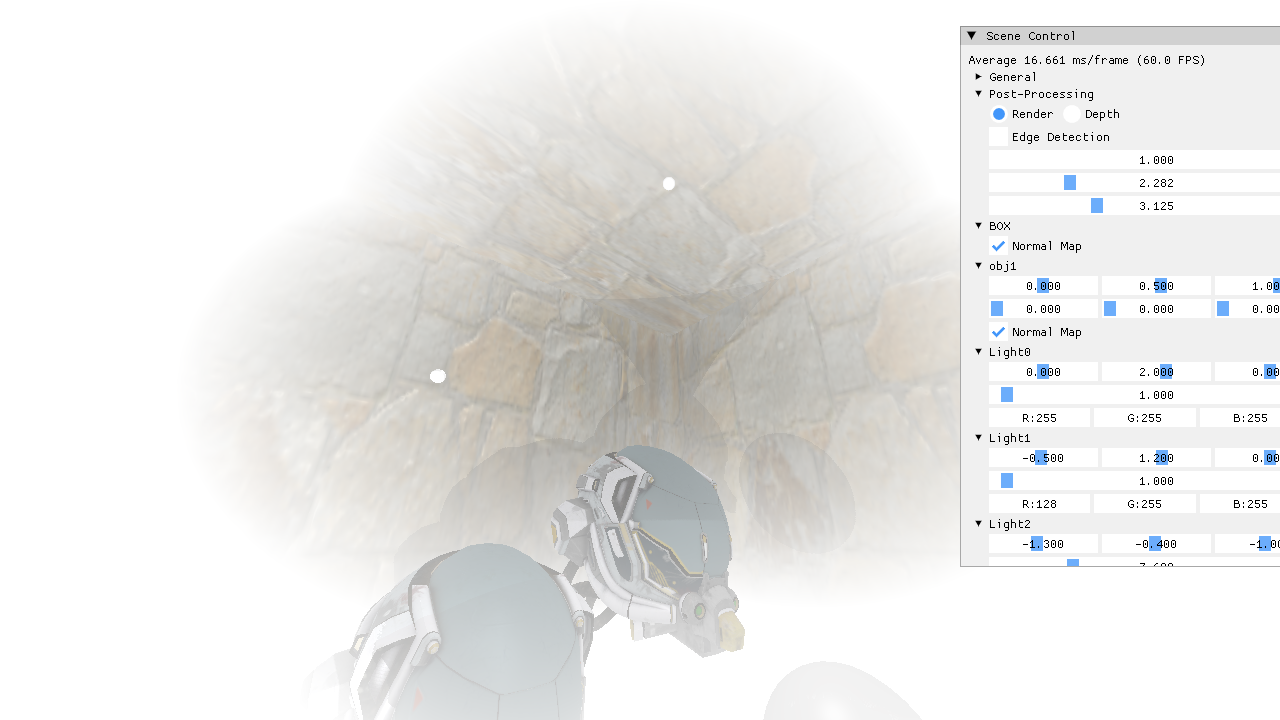 Scene Control
Average 16.661 ms/frame (60.0 FPS)
General
Post-Processing
Render Depth
Edge Detection
1.000
2.282
3.125
BOX
Normal Map
obj1
0.000 0.500 1.00
0.000 0.000 0.00
Normal Map
Light0
0.000 2.000 0.00
1.000
R:255 G:255 B:255
Light1
-0.500 1.200 0.00
1.000
R:128 G:255 B:255
Light2
-1.300 -0.400 -1.00